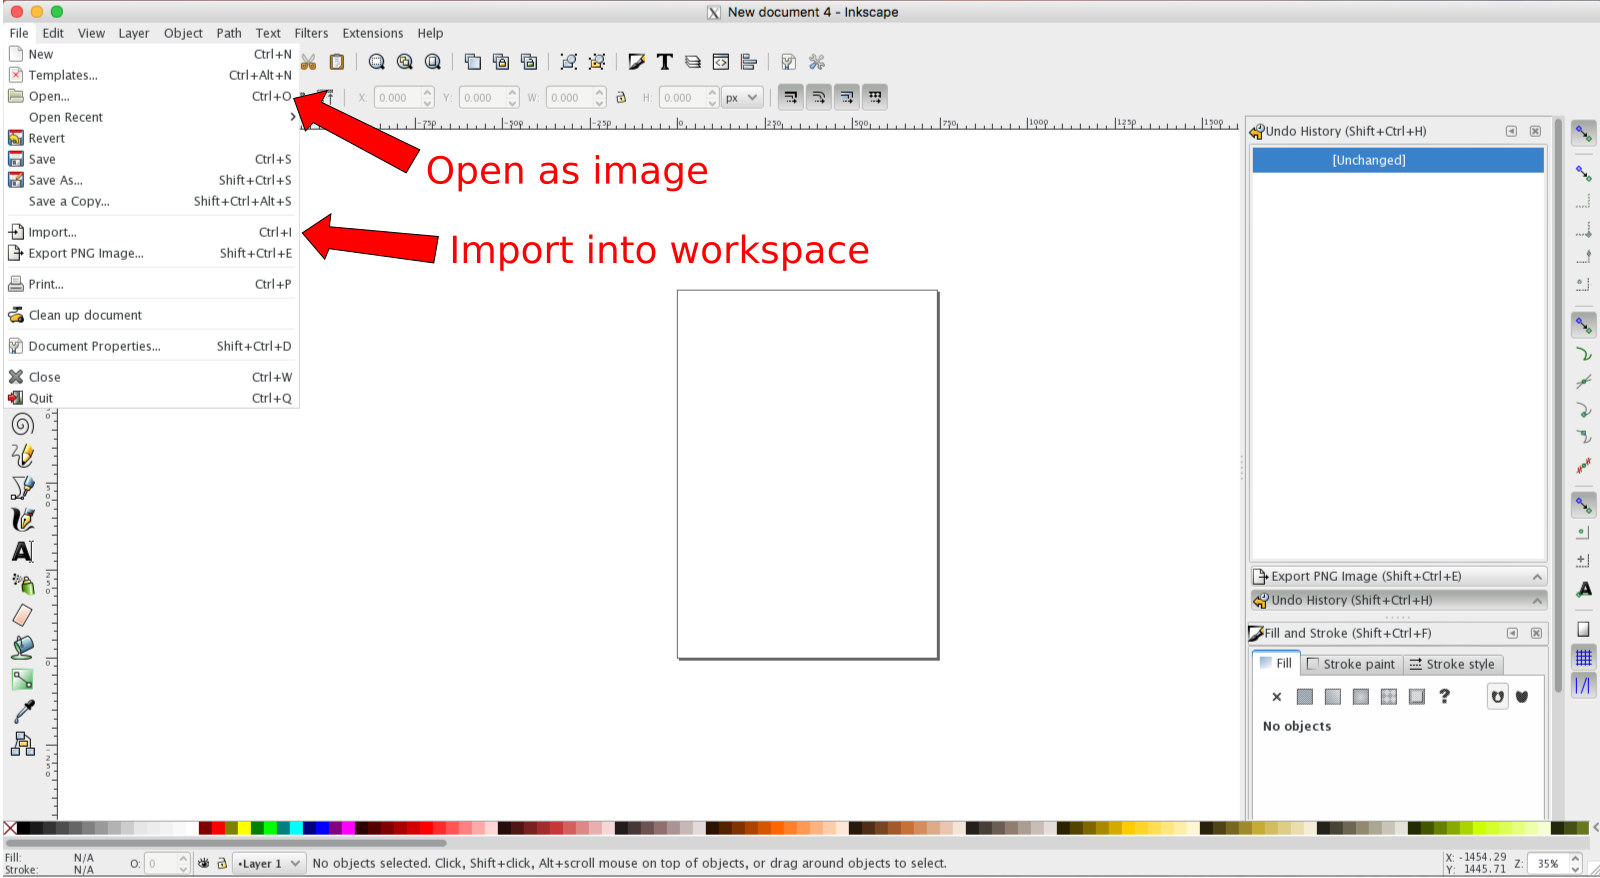 New document 4 - Inkscape
File Edit View Layer Object Path Text Filters Extensions Help
New Ctrl+N
Templates... Ctrl+Alt+N
Open... Ctrl+O
Open Recent
Revert
Save Ctrl+S
Save As... Shift+Ctrl+S
Save a Copy... Shift+Ctrl+Alt+S
Import... Ctrl+I
Export PNG Image... Shift+Ctrl+E
Print... Ctrl+P
Clean up document
Document Properties... Shift+Ctrl+D
Close Ctrl+W
Quit Ctrl+Q
X: 0.000 Y: 0.000 W: 0.000 H: 0.000 px
-750 -500 -250 0 250 500 750 1000 1250 1500
Open as image
Import into workspace
Undo History (Shift+Ctrl+H)
[Unchanged]
Export PNG Image (Shift+Ctrl+E)
Undo History (Shift+Ctrl+H)
Fill and Stroke (Shift+Ctrl+F)
Fill Stroke paint Stroke style
?
No objects
Fill: N/A
Stroke: N/A
O: 0
•Layer 1
No objects selected. Click, Shift+click, Alt+scroll mouse on top of objects, or drag around objects to select.
X: -1454.29
Y: 1445.71
Z: 35%